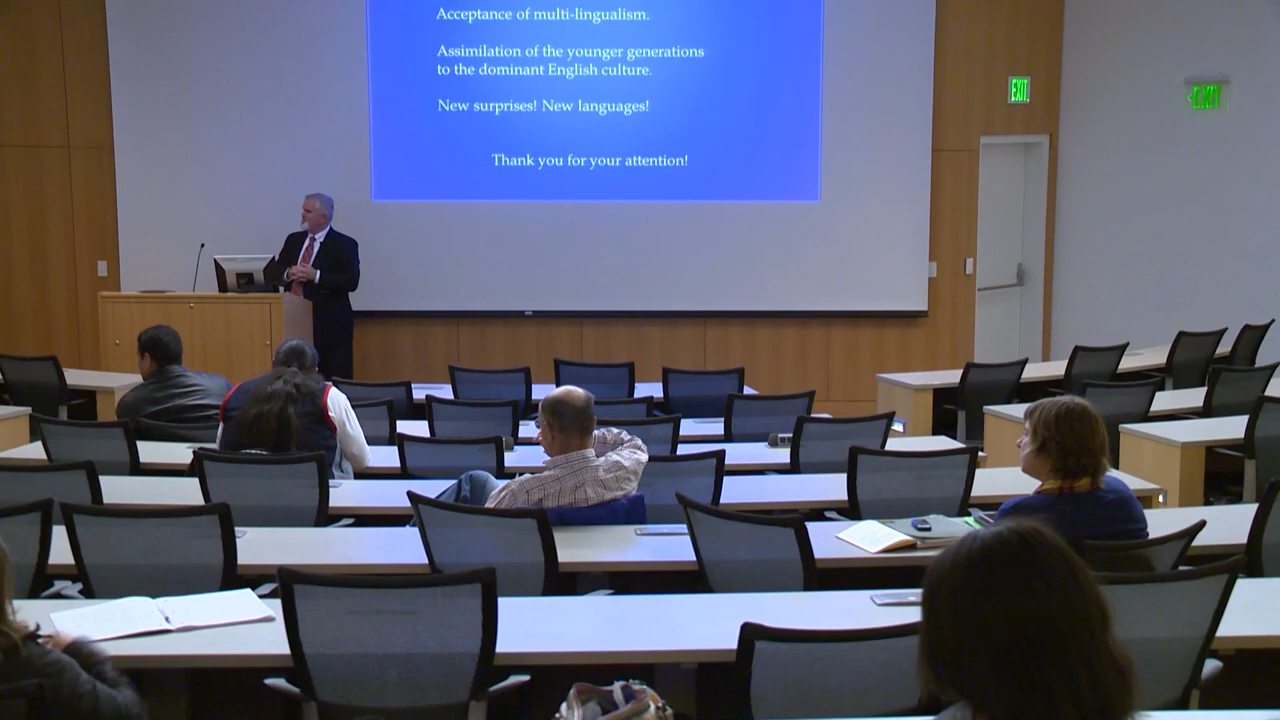 Acceptance of multi-lingualism.
Assimilation of the younger generations
to the dominant English culture.
New surprises! New languages!
Thank you for your attention!
EXIT
EXIT